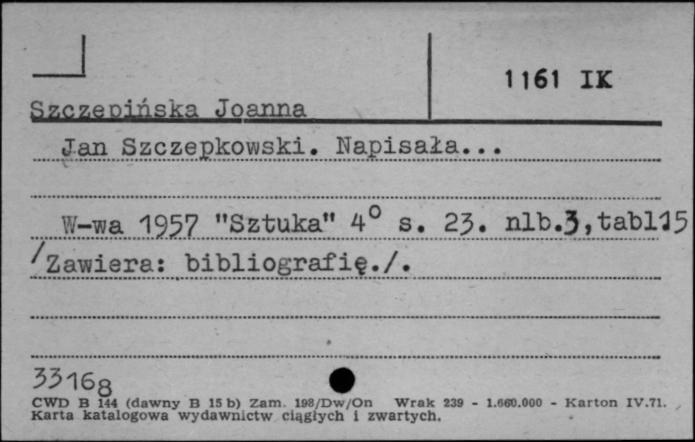 1161 IK
Szczepińska Joanna
Jan Szczepkowski. Napisała...
W-wa 1957 "Sztuka" 4° s. 23. nlb.3, tabl 15
/Zawiera: bibliografię./.
33168
CWD B 144 (dawny B 15 b) Zam. 198/Dw/On Wrak 239 - 1.660.000 - Karton IV.71.
Karta katalogowa wydawnictw ciągłych i zwartych.